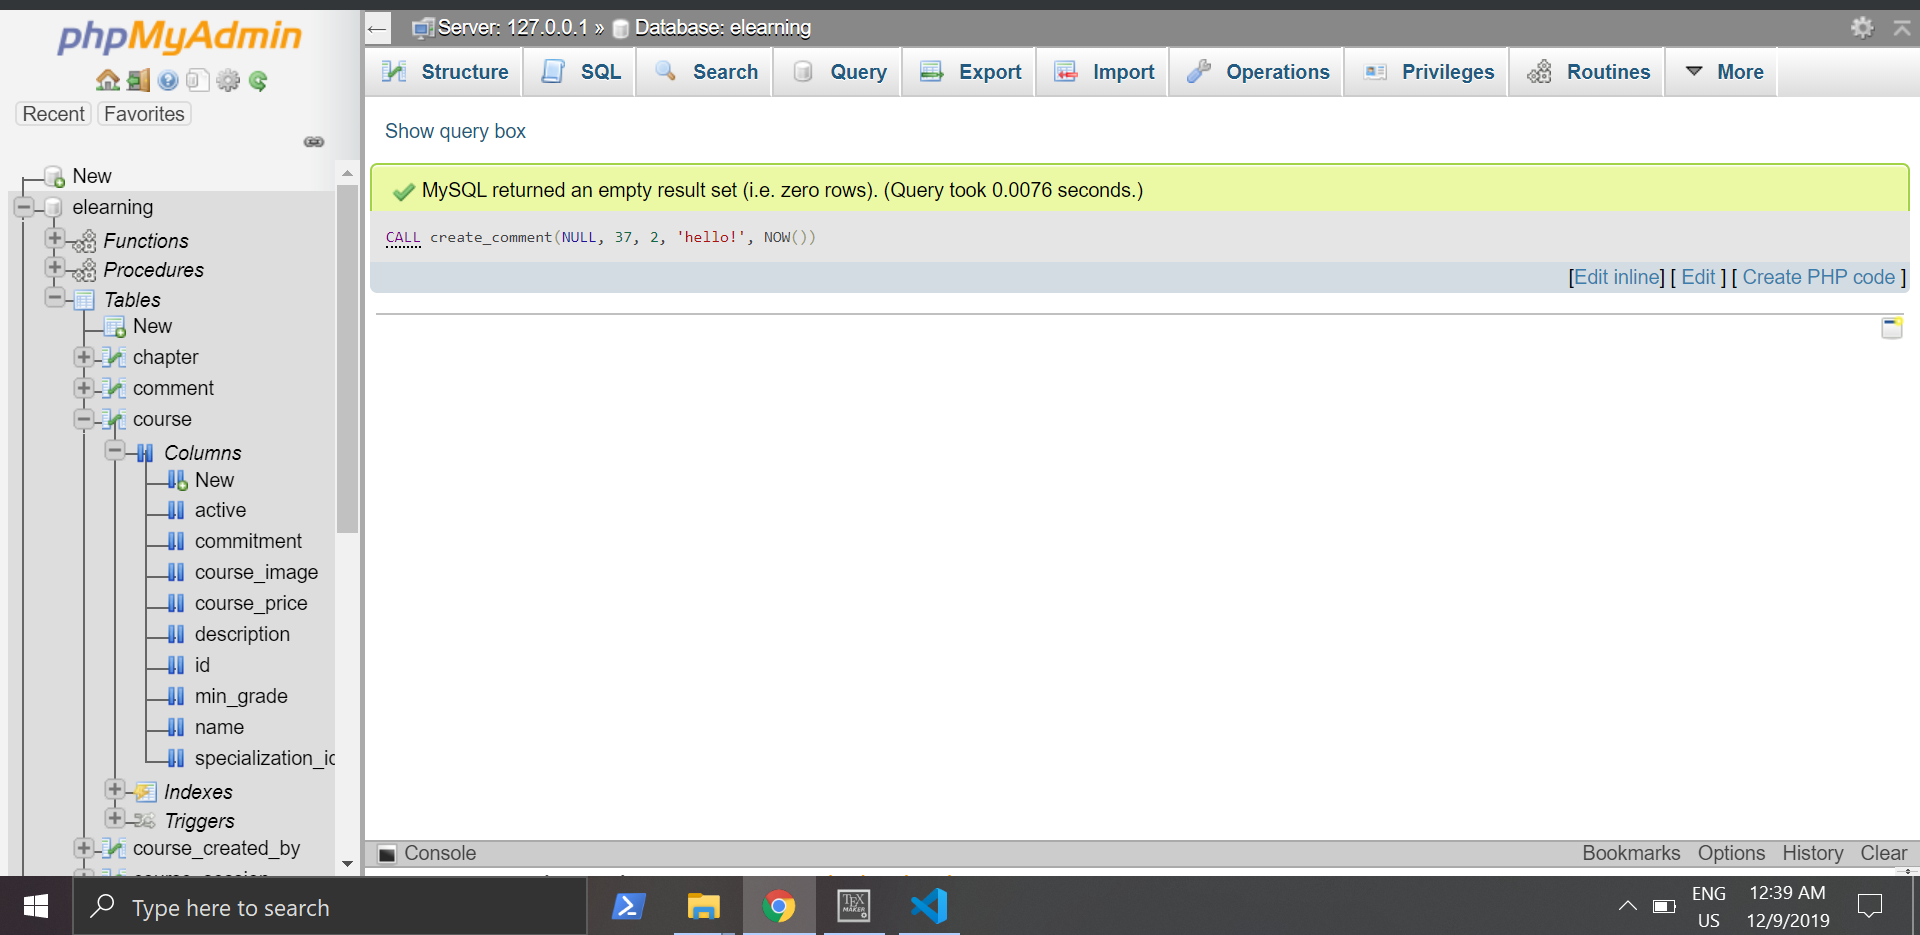 phpMyAdmin
Recent Favorites
New
elearning
Functions
Procedures
Tables
New
chapter
comment
course
Columns
New
active
commitment
course_image
course_price
description
id
min_grade
name
specialization_ic
Indexes
Triggers
course_created_by
Server: 127.0.0.1 » Database: elearning
Structure SQL Search Query Export Import Operations Privileges Routines More
Show query box
MySQL returned an empty result set (i.e. zero rows). (Query took 0.0076 seconds.)
CALL create_comment(NULL, 37, 2, 'hello!', NOW())
[Edit inline] [ Edit ] [ Create PHP code ]
Console Bookmarks Options History Clear
Type here to search
TEX
MAKER
ENG
US
12:39 AM
12/9/2019